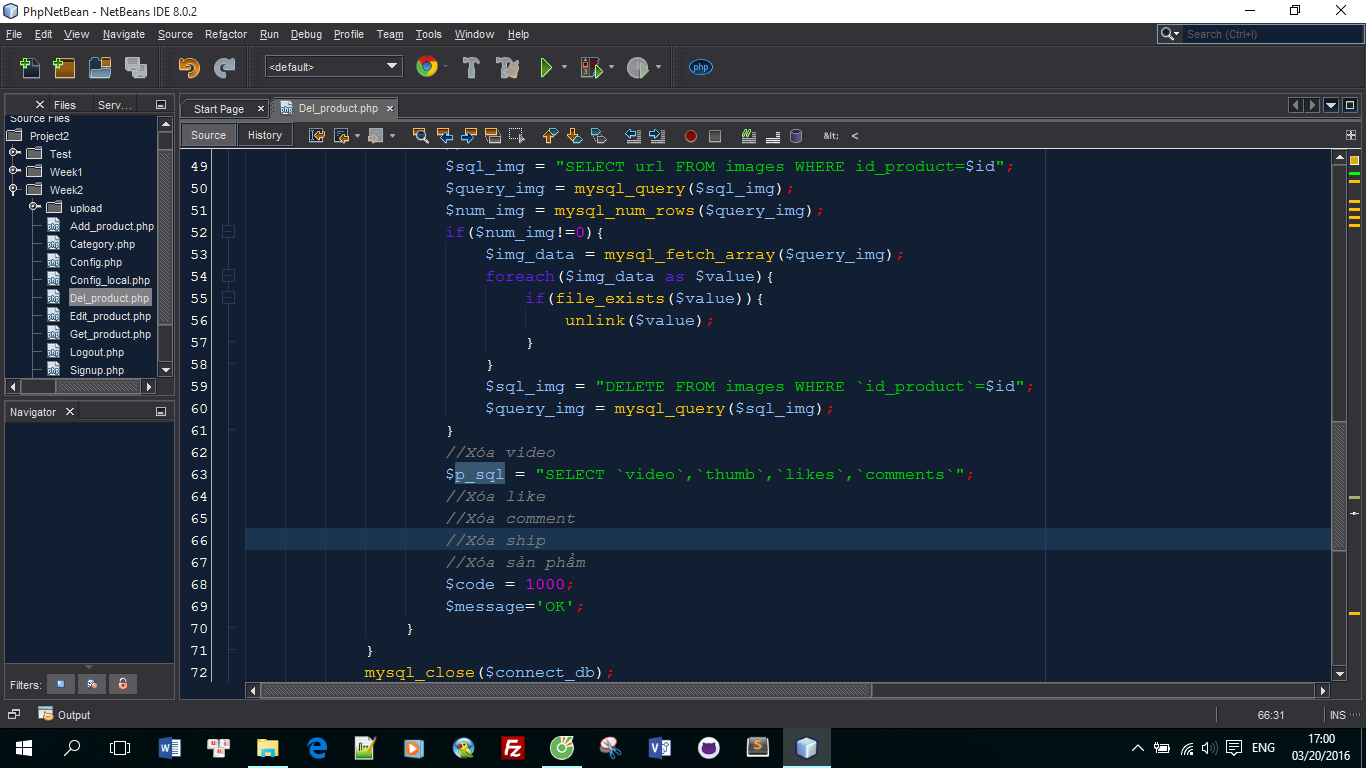 PhpNetBean - NetBeans IDE 8.0.2
File Edit View Navigate Source Refactor Run Debug Profile Team Tools Window Help
Search (Ctrl+I)
<default>
php
Files Serv...
Start Page Del_product.php
Source Files
Project2
Test
Week1
Week2
upload
Add_product.php
Category.php
Config.php
Config_local.php
Del_product.php
Edit_product.php
Get_product.php
Logout.php
Signup.php
Navigator
Filters:
Source History
&lt; <
49 $sql_img = "SELECT url FROM images WHERE id_product=$id";
50 $query_img = mysql_query($sql_img);
51 $num_img = mysql_num_rows($query_img);
52 if($num_img!=0){
53 $img_data = mysql_fetch_array($query_img);
54 foreach($img_data as $value){
55 if(file_exists($value)){
56 unlink($value);
57 }
58 }
59 $sql_img = "DELETE FROM images WHERE `id_product`=$id";
60 $query_img = mysql_query($sql_img);
61 }
62 //Xóa video
63 $p_sql = "SELECT `video`,`thumb`,`likes`,`comments`";
64 //Xóa like
65 //Xóa comment
66 //Xóa ship
67 //Xóa sản phẩm
68 $code = 1000;
69 $message='OK';
70 }
71 }
72 mysql_close($connect_db);
Output
66:31 INS
ENG
17:00
03/20/2016